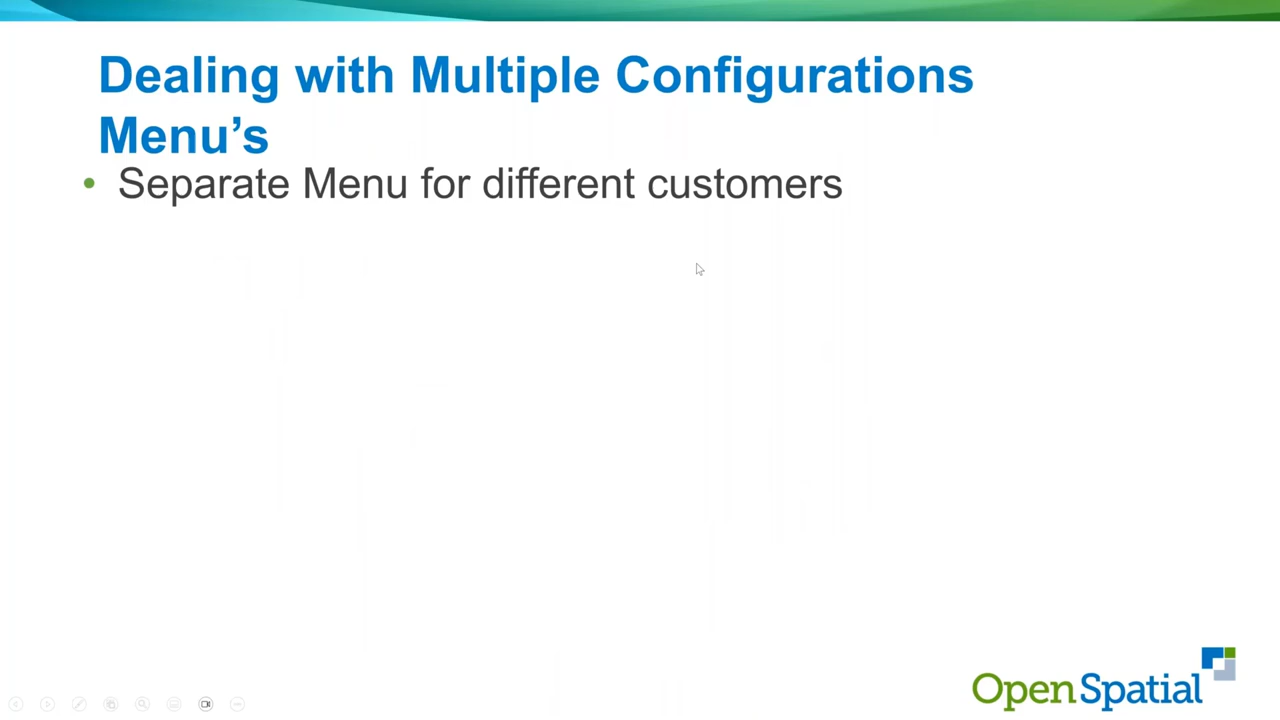 Dealing with Multiple Configurations
Menu’s
• Separate Menu for different customers
OpenSpatial